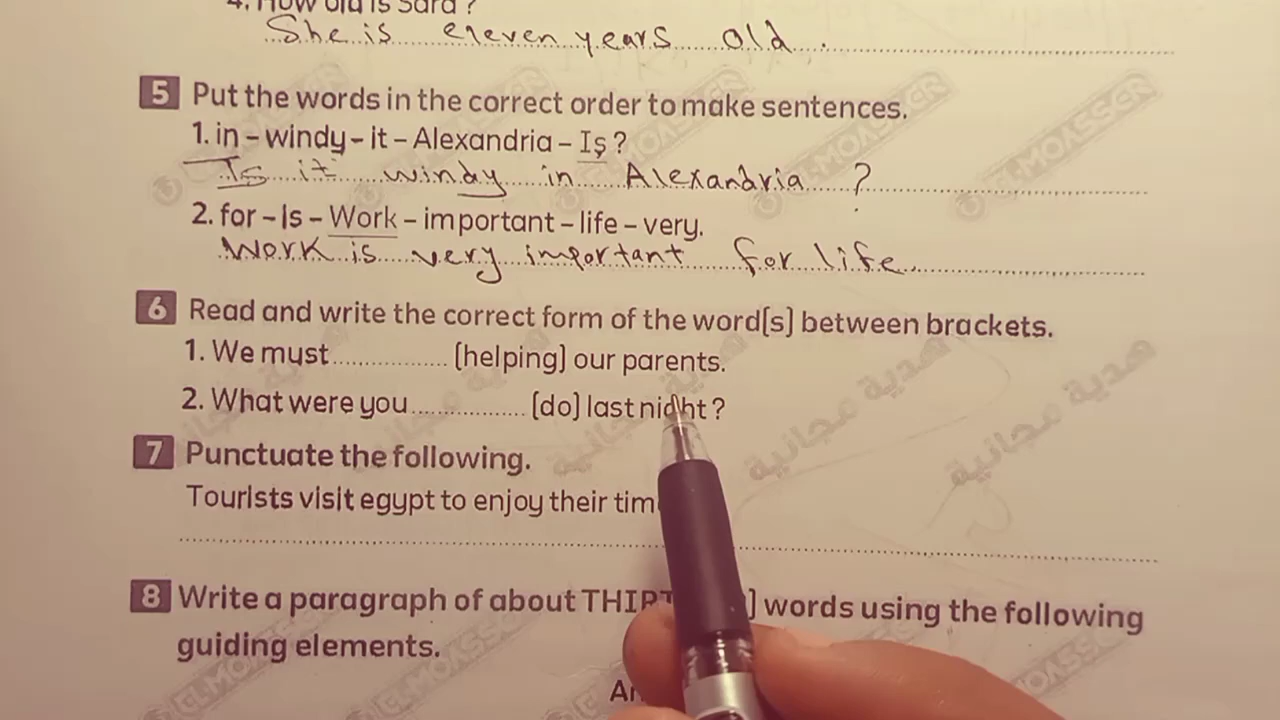 4. How old is Sara ?
She is eleven years old .
5 Put the words in the correct order to make sentences.
1. in – windy – it – Alexandria – Is ?
Is it windy in Alexandria ?
2. for – Is – Work – important – life – very.
Work is very important for life
6 Read and write the correct form of the word(s) between brackets.
1. We must ................ (helping) our parents.
2. What were you ................ (do) last night ?
7 Punctuate the following.
Tourists visit egypt to enjoy their tim
8 Write a paragraph of about THIRT ] words using the following
guiding elements.
هدية مجانية
ELMOASSER